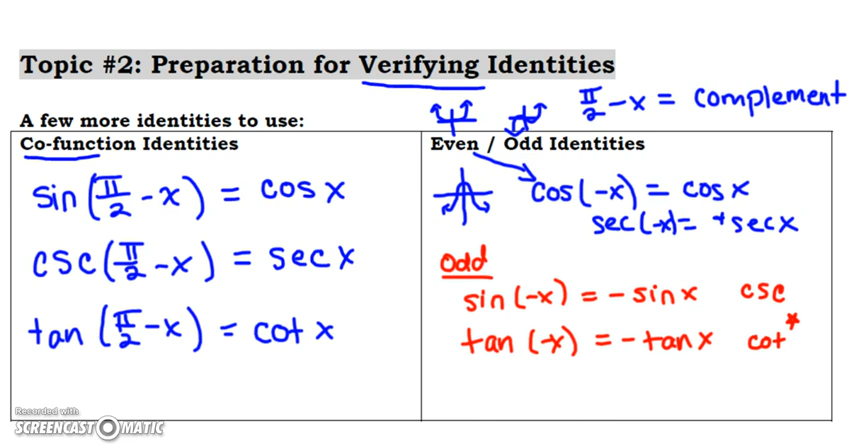 Topic #2: Preparation for Verifying Identities
π/2 - x = complement
A few more identities to use:
Co-function Identities
sin(π/2 - x) = cos x
csc(π/2 - x) = sec x
tan(π/2 - x) = cot x
Even / Odd Identities
cos(-x) = cos x
sec(-x) = +sec x
Odd
sin(-x) = - sin x csc
tan(-x) = - tan x cot*
Recorded with
SCREENCAST-O-MATIC